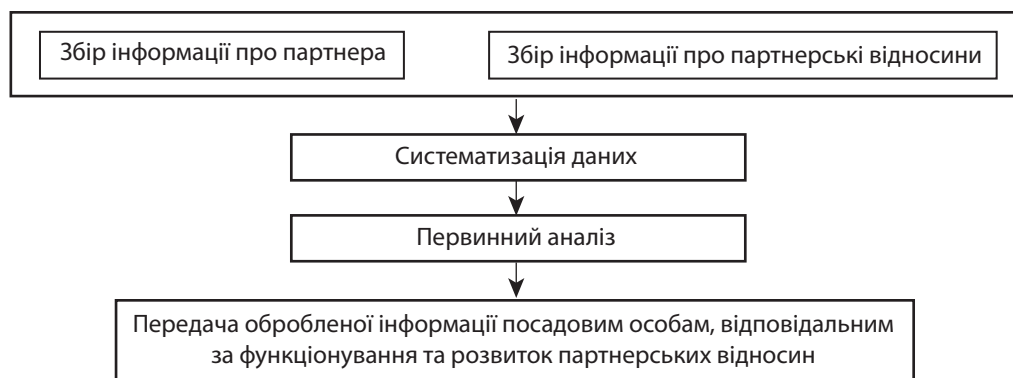 Збір інформації про партнера
Збір інформації про партнерські відносини
Систематизація даних
Первинний аналіз
Передача обробленої інформації посадовим особам, відповідальним
за функціонування та розвиток партнерських відносин